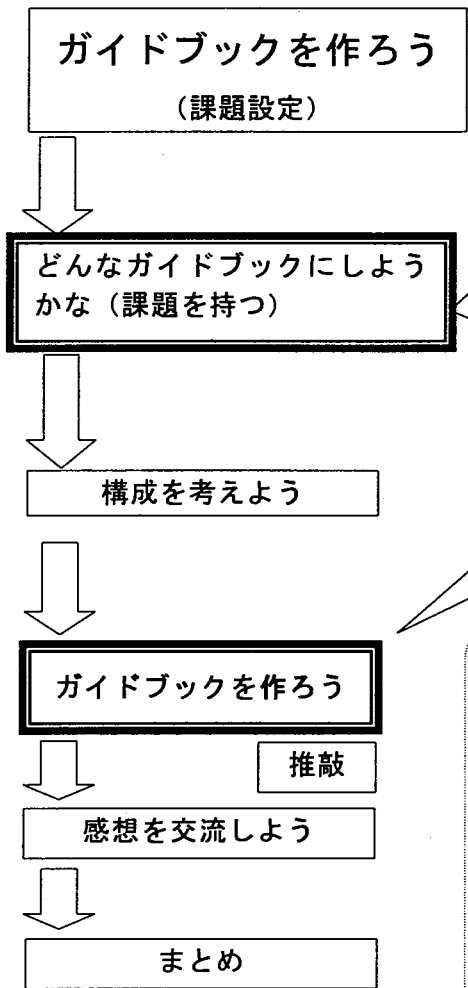 ガイドブックを作ろう
(課題設定)
どんなガイドブックにしよう
かな(課題を持つ)
構成を考えよう
ガイドブックを作ろう
推敲
感想を交流しよう
まとめ